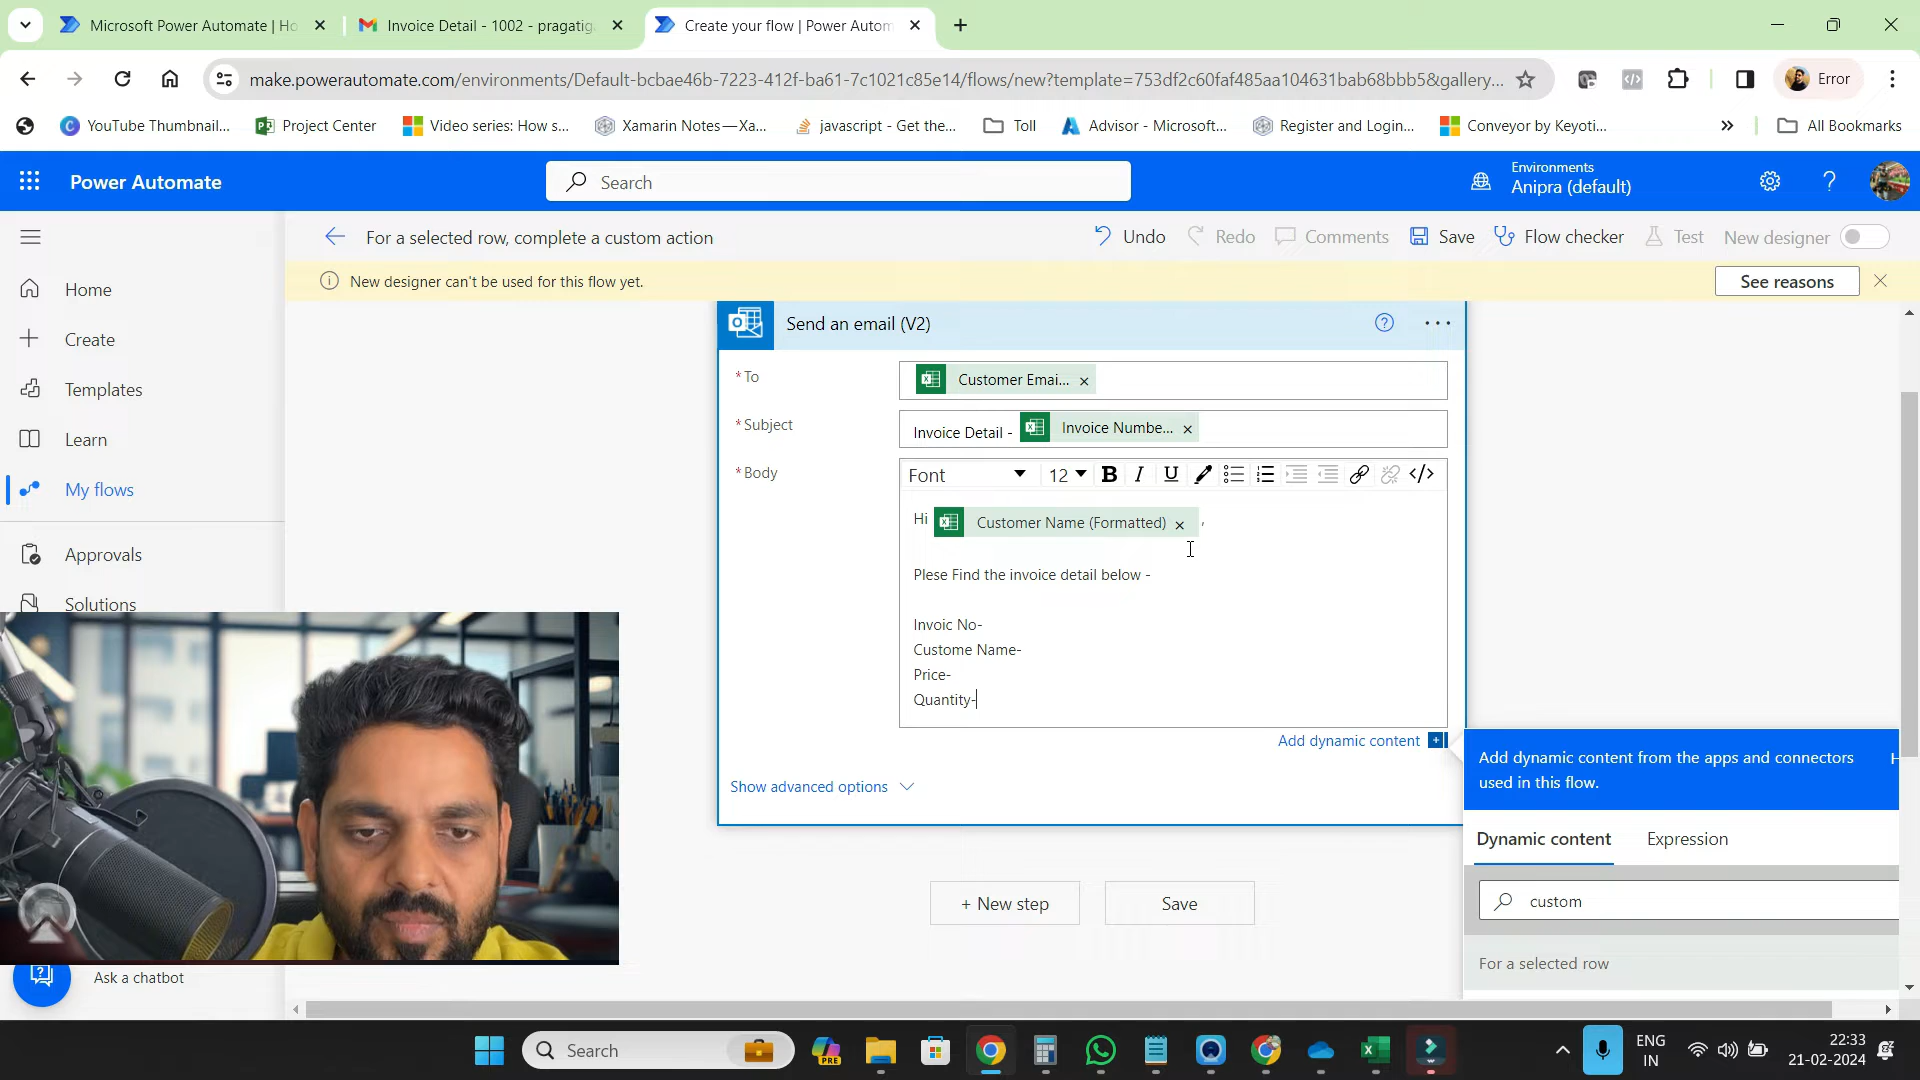 Microsoft Power Automate | Ho
Invoice Detail - 1002 - pragatiga
Create your flow | Power Autom
make.powerautomate.com/environments/Default-bcbae46b-7223-412f-ba61-7c1021c85e14/flows/new?template=753df2c60faf485aa104631bab68bbb5&gallery...
Error
YouTube Thumbnail...
Project Center
Video series: How s...
Xamarin Notes—Xa...
javascript - Get the...
Toll
Advisor - Microsoft...
Register and Login...
Conveyor by Keyoti...
All Bookmarks
Power Automate
Search
Environments
Anipra (default)
For a selected row, complete a custom action
Undo
Redo
Comments
Save
Flow checker
Test
New designer
New designer can't be used for this flow yet.
See reasons
Home
Create
Templates
Learn
My flows
Approvals
Solutions
Ask a chatbot
Send an email (V2)
* To
Customer Emai... ×
* Subject
Invoice Detail - Invoice Numbe... ×
* Body
Font 12 B I U </>
Hi Customer Name (Formatted) × ,
Plese Find the invoice detail below -
Invoic No-
Custome Name-
Price-
Quantity-
Add dynamic content +
Show advanced options
+ New step
Save
Add dynamic content from the apps and connectors
used in this flow.
Dynamic content
Expression
custom
For a selected row
Search
PRE
ENG
IN
22:33
21-02-2024